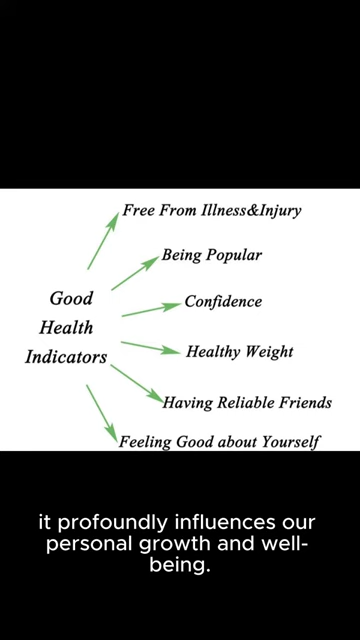 Free From Illness&Injury
Being Popular
Good
Health
Indicators
Confidence
Healthy Weight
Having Reliable Friends
Feeling Good about Yourself
it profoundly influences our
personal growth and well-
being.